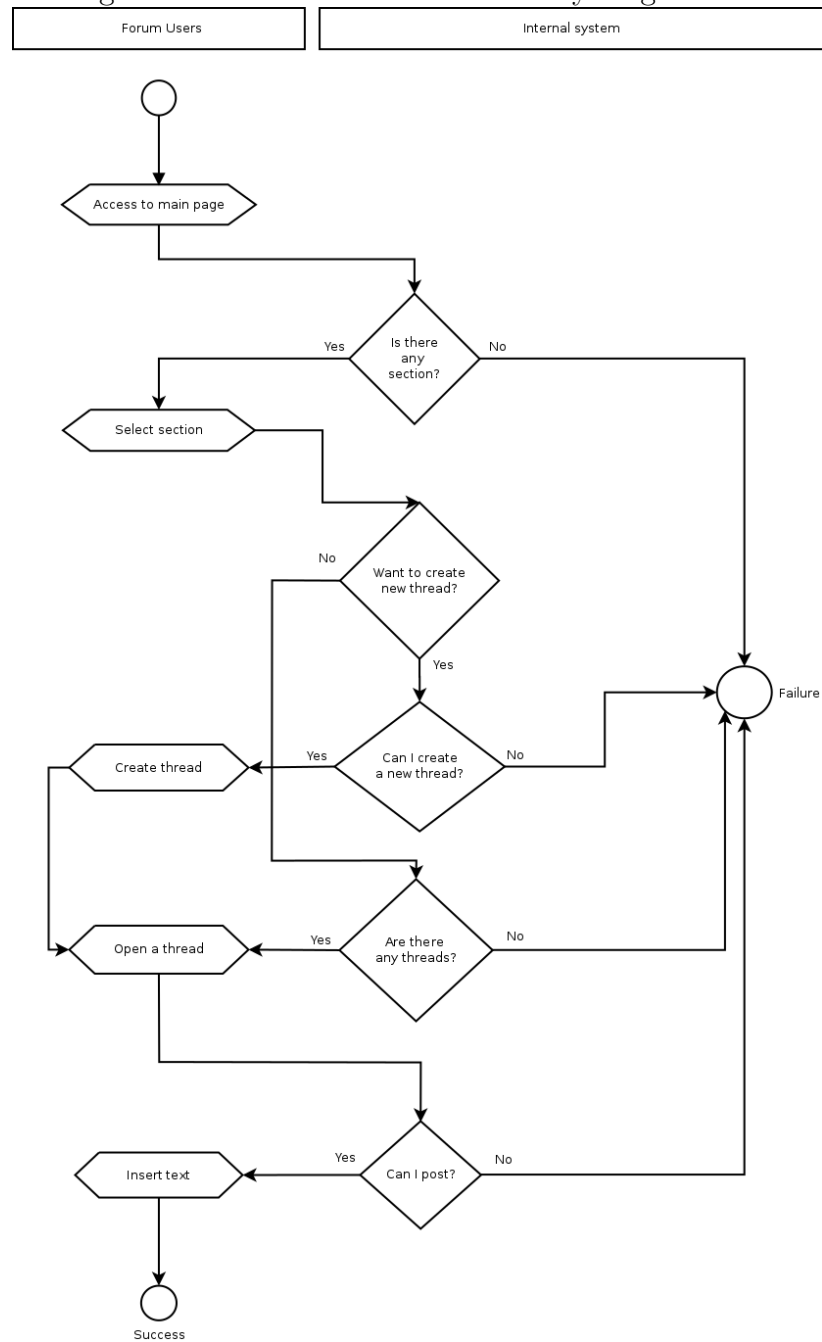 Forum Users
Internal system
Access to main page
Is there
any
section?
Yes
No
Select section
Want to create
new thread?
No
Yes
Can I create
a new thread?
Yes
No
Failure
Create thread
Are there
any threads?
Yes
No
Open a thread
Can I post?
Yes
No
Insert text
Success